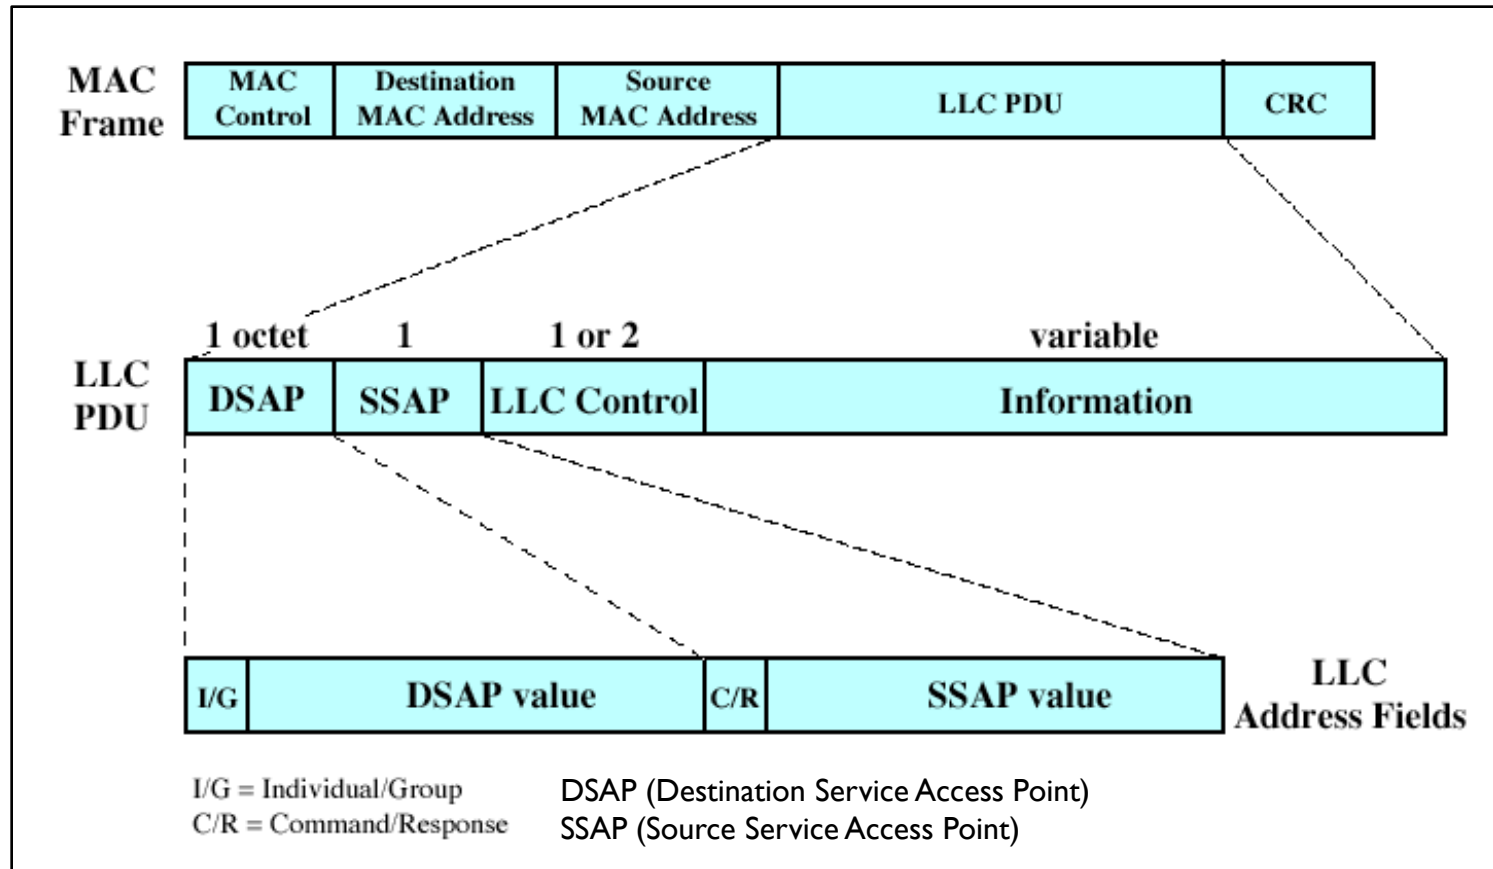 MAC
Frame
MAC
Control
Destination
MAC Address
Source
MAC Address
LLC PDU
CRC
1 octet
1
1 or 2
variable
LLC
PDU
DSAP
SSAP
LLC Control
Information
I/G
DSAP value
C/R
SSAP value
LLC
Address Fields
I/G = Individual/Group
C/R = Command/Response
DSAP (Destination Service Access Point)
SSAP (Source Service Access Point)